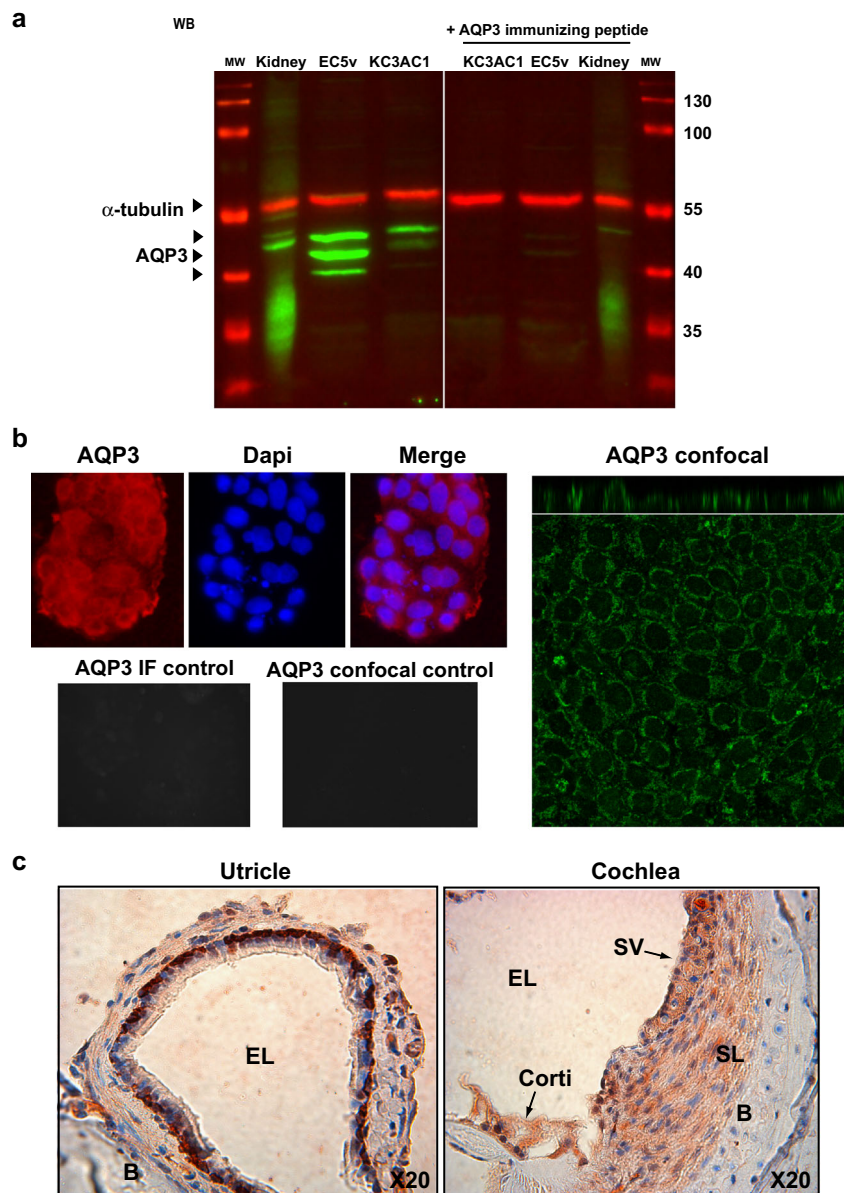 a
WB
+ AQP3 immunizing peptide
MW Kidney EC5v KC3AC1 KC3AC1 EC5v Kidney MW
130
100
α-tubulin
55
AQP3
40
35
b
AQP3 Dapi Merge AQP3 confocal
AQP3 IF control AQP3 confocal control
c
Utricle Cochlea
SV
EL
EL
SL
Corti
B
B
X20 X20